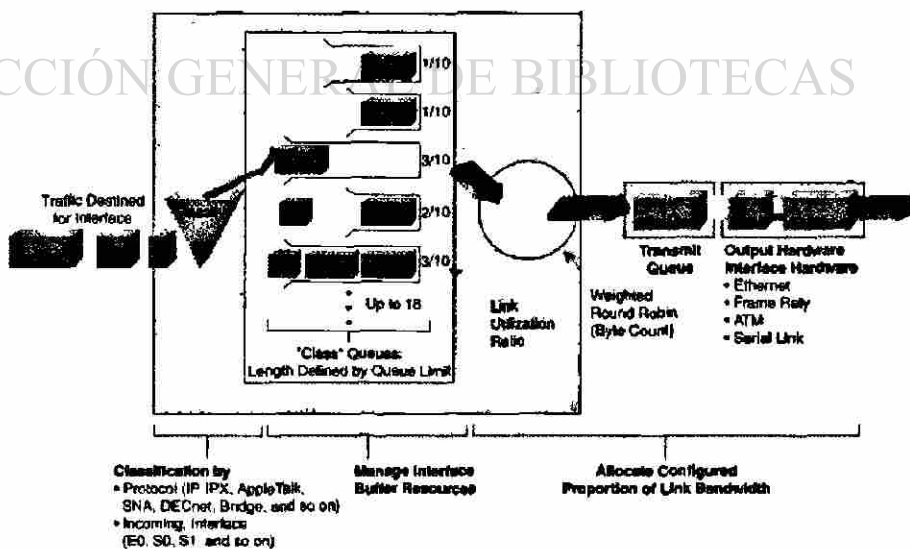 CCIÓN GENERAL DE BIBLIOTECAS
1/10
1/10
3/10
2/10
3/10
Traffic Destined
for Interface
Up to 18
"Class" Queues:
Length Defined by Queue Limit
Link
Utilization
Ratio
Weighted
Round Robin
(Byte Count)
Transmit
Queue
Output Hardware
Interface Hardware
• Ethernet
• Frame Rely
• ATM
• Serial Link
Classification by
• Protocol (IP IPX, AppleTalk,
SNA, DECnet, Bridge, and so on)
• Incoming, Interface
(E0, S0, S1 and so on)
Manage Interface
Buffer Resources
Allocate Configured
Proportion of Link Bandwidth